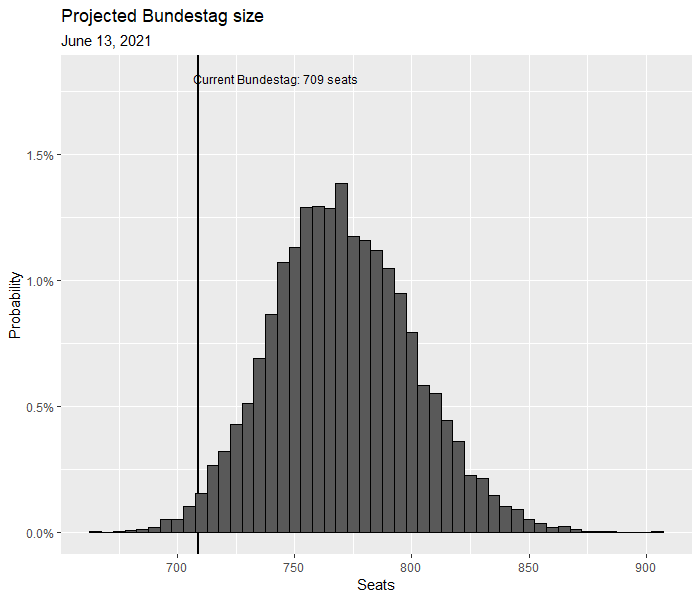 Projected Bundestag size
June 13, 2021
Current Bundestag: 709 seats
1.5%
1.0%
0.5%
0.0%
Probability
700
750
800
850
900
Seats